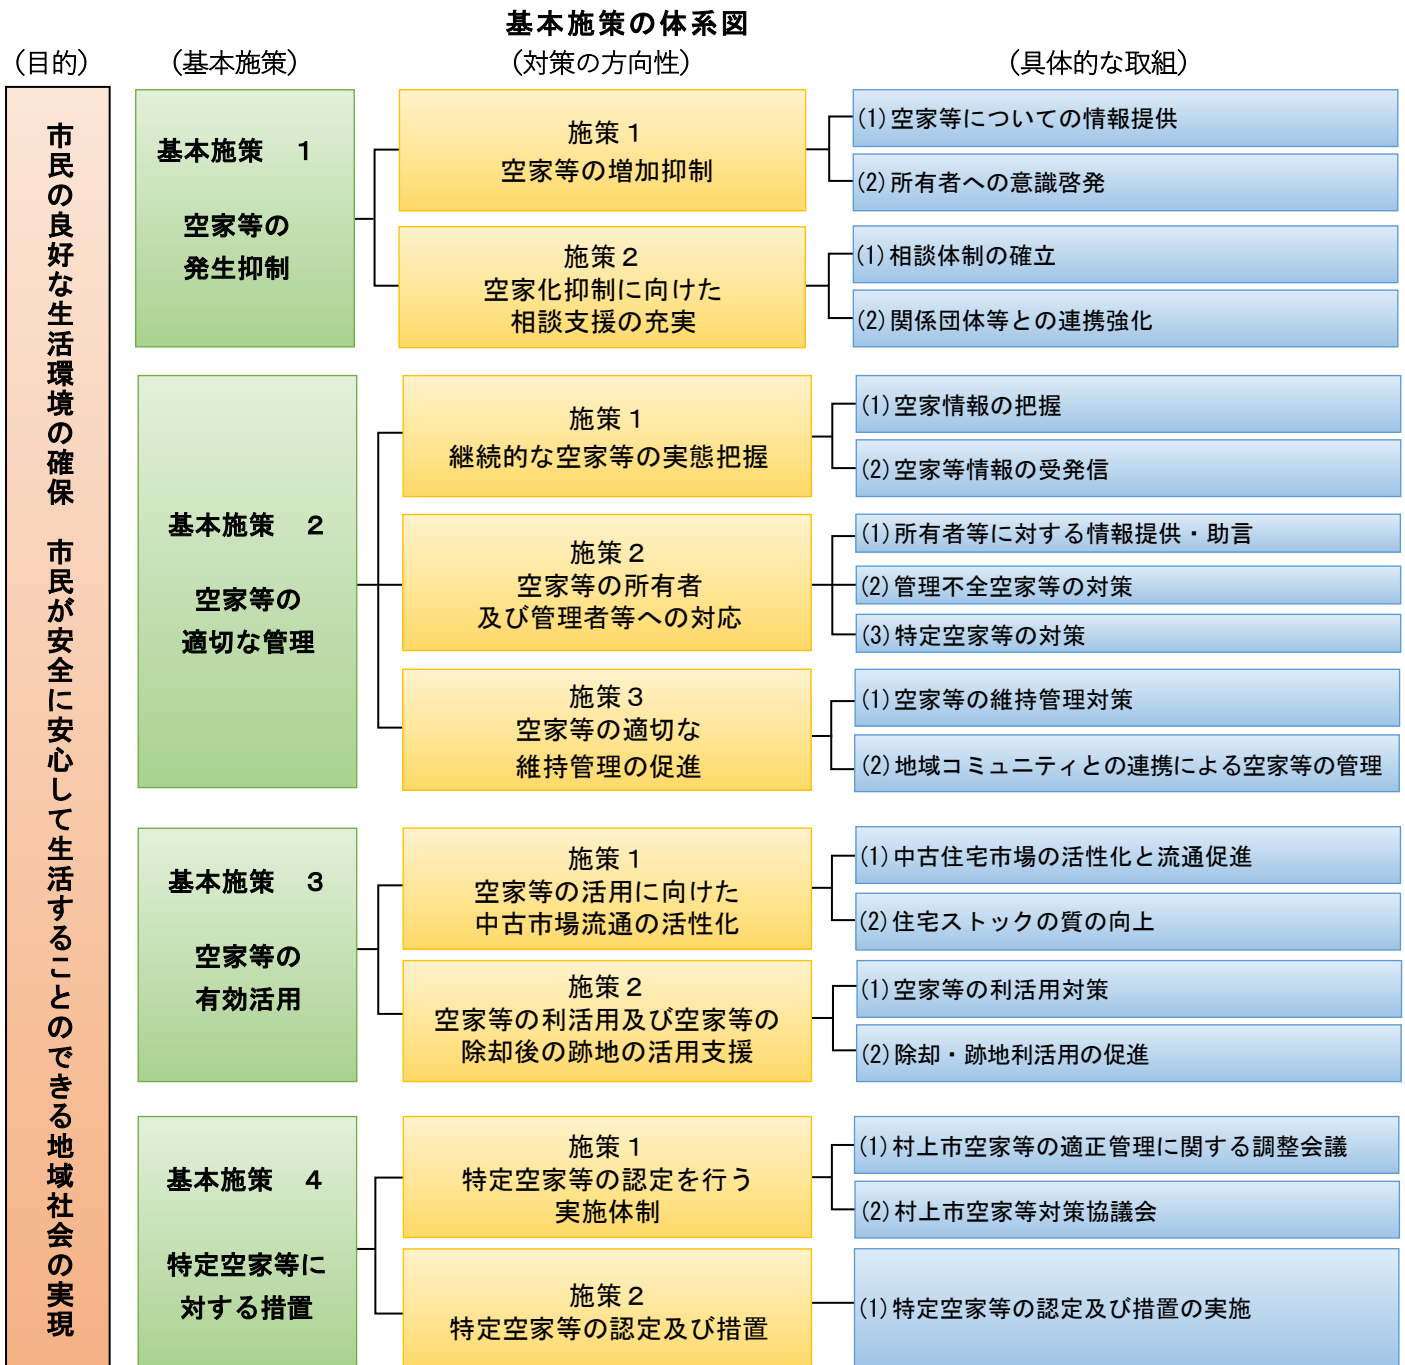 基本施策の体系図
（目的）
（基本施策）
（対策の方向性）
（具体的な取組）
市民の良好な生活環境の確保　市民が安全に安心して生活することのできる地域社会の実現
基本施策　１
空家等の
発生抑制
施策１
空家等の増加抑制
(1)空家等についての情報提供
(2)所有者への意識啓発
施策２
空家化抑制に向けた
相談支援の充実
(1)相談体制の確立
(2)関係団体等との連携強化
基本施策　２
空家等の
適切な管理
施策１
継続的な空家等の実態把握
(1)空家情報の把握
(2)空家等情報の受発信
施策２
空家等の所有者
及び管理者等への対応
(1)所有者等に対する情報提供・助言
(2)管理不全空家等の対策
(3)特定空家等の対策
施策３
空家等の適切な
維持管理の促進
(1)空家等の維持管理対策
(2)地域コミュニティとの連携による空家等の管理
基本施策　３
空家等の
有効活用
施策１
空家等の活用に向けた
中古市場流通の活性化
(1)中古住宅市場の活性化と流通促進
(2)住宅ストックの質の向上
施策２
空家等の利活用及び空家等の
除却後の跡地の活用支援
(1)空家等の利活用対策
(2)除却・跡地利活用の促進
基本施策　４
特定空家等に
対する措置
施策１
特定空家等の認定を行う
実施体制
(1)村上市空家等の適正管理に関する調整会議
(2)村上市空家等対策協議会
施策２
特定空家等の認定及び措置
(1)特定空家等の認定及び措置の実施